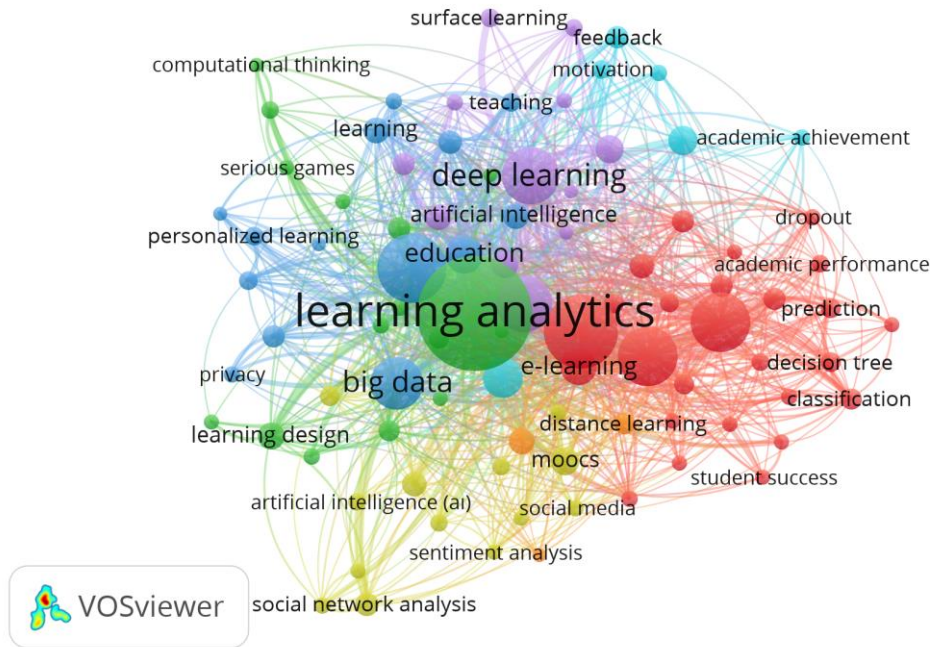 surface learning
feedback
computational thinking
motivation
teaching
learning
academic achievement
serious games
deep learning
artificial ıntelligence
dropout
personalized learning
education
academic performance
learning analytics
prediction
privacy
big data
e-learning
decision tree
classification
learning design
distance learning
moocs
student success
artificial intelligence (aı)
social media
sentiment analysis
social network analysis
VOSviewer